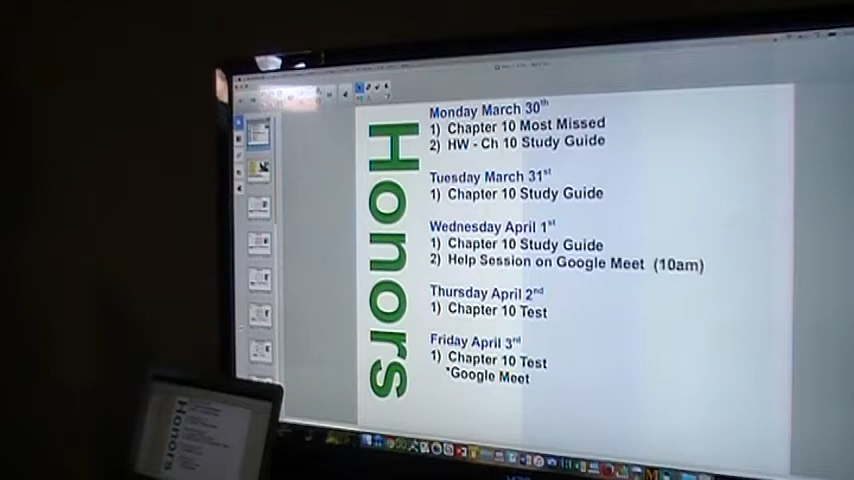 Honors
Monday March 30th
1) Chapter 10 Most Missed
2) HW - Ch 10 Study Guide
Tuesday March 31st
1) Chapter 10 Study Guide
Wednesday April 1st
1) Chapter 10 Study Guide
2) Help Session on Google Meet (10am)
Thursday April 2nd
1) Chapter 10 Test
Friday April 3rd
1) Chapter 10 Test
*Google Meet
Honors